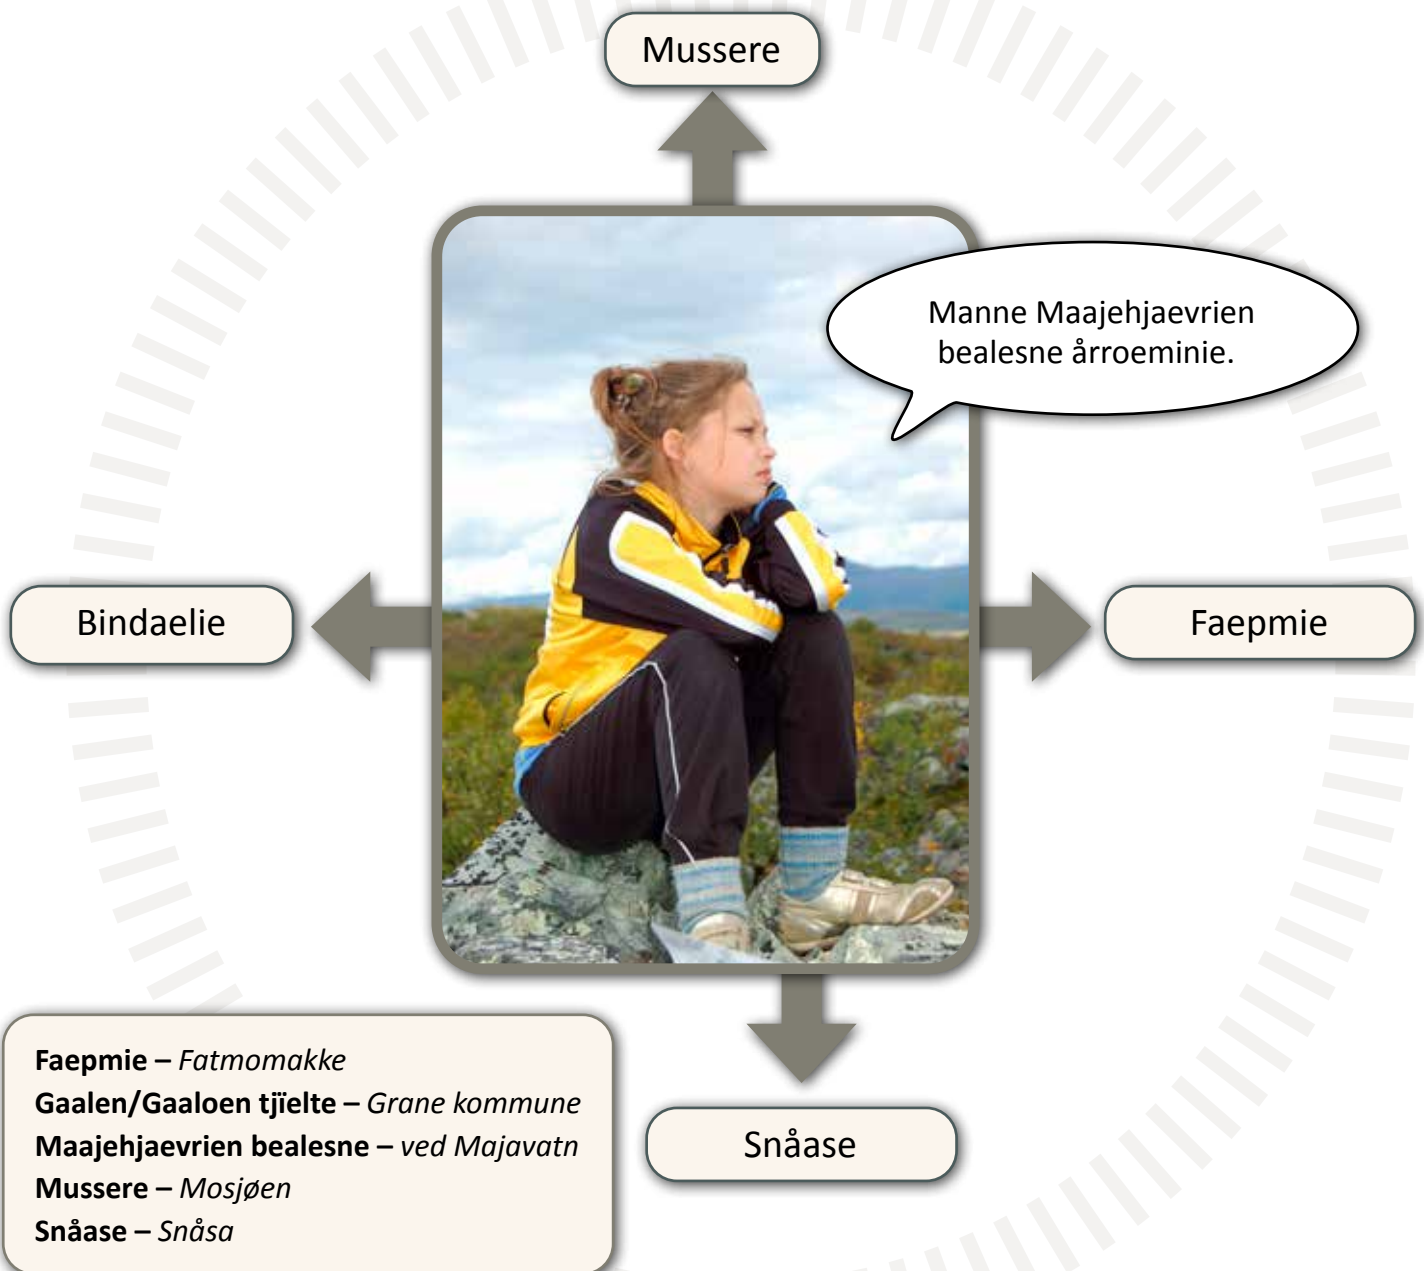 Mussere
Manne Maajehjaevrien
bealesne årroeminie.
Bindaelie
Faepmie
Faepmie – Fatmomakke
Gaalen/Gaaloen tjïelte – Grane kommune
Maajehjaevrien bealesne – ved Majavatn
Mussere – Mosjøen
Snåase – Snåsa
Snåase